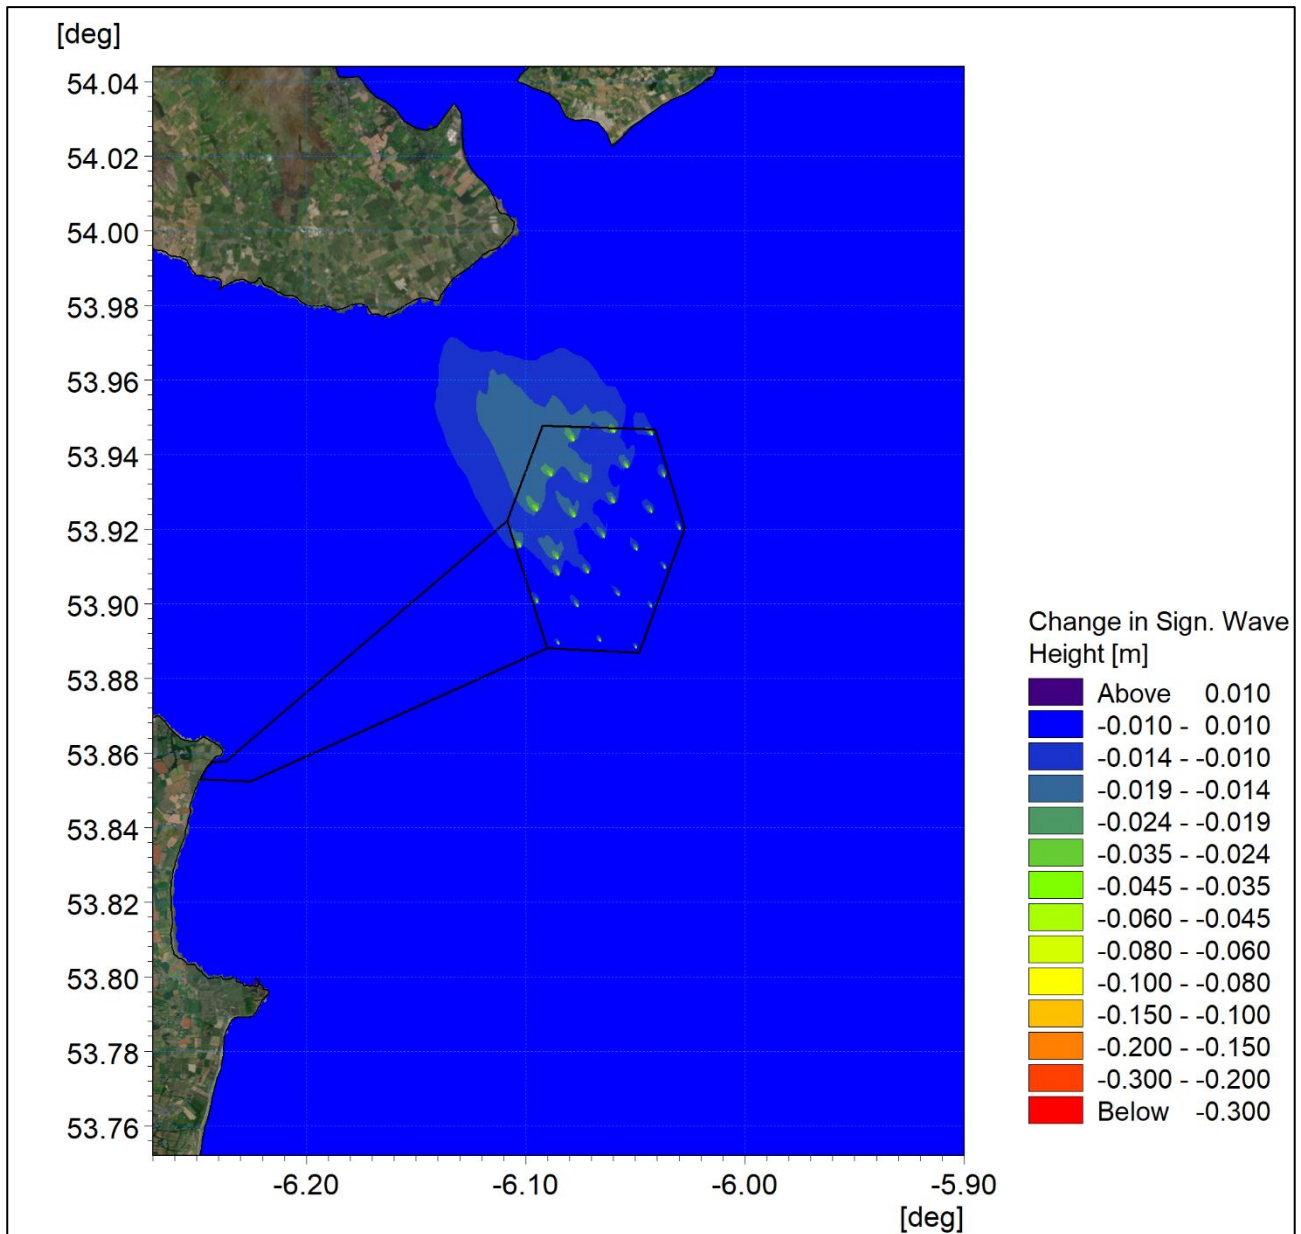 [deg]
54.04
54.02
54.00
53.98
53.96
53.94
53.92
53.90
53.88
53.86
53.84
53.82
53.80
53.78
53.76
-6.20 -6.10 -6.00 -5.90
[deg]
Change in Sign. Wave
Height [m]
Above 0.010
-0.010 - 0.010
-0.014 - -0.010
-0.019 - -0.014
-0.024 - -0.019
-0.035 - -0.024
-0.045 - -0.035
-0.060 - -0.045
-0.080 - -0.060
-0.100 - -0.080
-0.150 - -0.100
-0.200 - -0.150
-0.300 - -0.200
Below -0.300